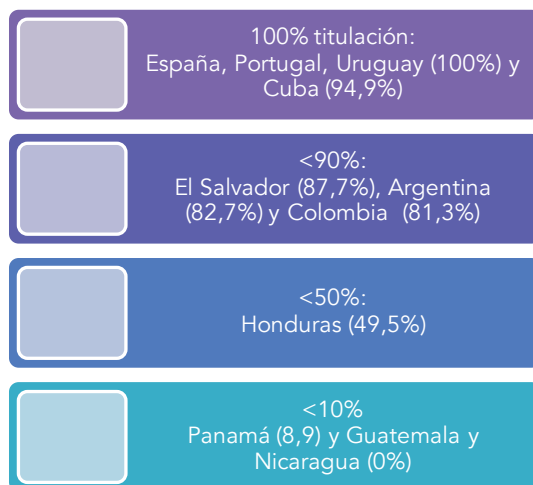 100% titulación:
España, Portugal, Uruguay (100%) y
Cuba (94,9%)
<90%:
El Salvador (87,7%), Argentina
(82,7%) y Colombia (81,3%)
<50%:
Honduras (49,5%)
<10%
Panamá (8,9) y Guatemala y
Nicaragua (0%)